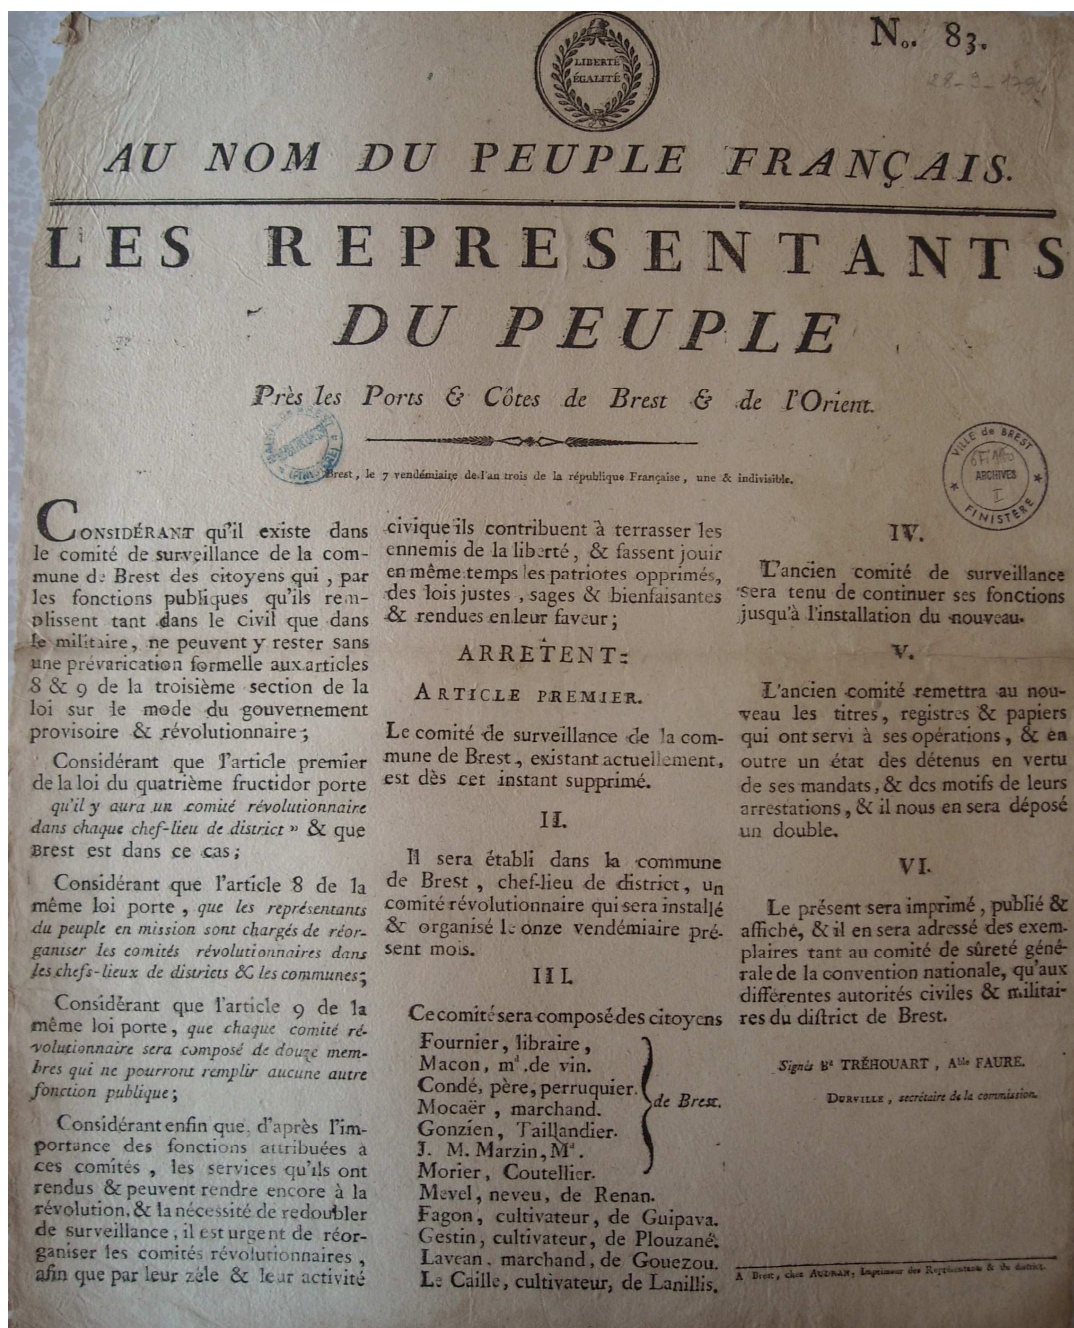 No. 83.
28-9-1794
LIBERTÉ
ÉGALITÉ
AU NOM DU PEUPLE FRANÇAIS.
LES REPRESENTANTS
DU PEUPLE
Près les Ports & Côtes de Brest & de l'Orient.
VILLE de BREST
ARCHIVES
I
FINISTÈRE
Brest, le 7 vendémiaire de l'an trois de la république Française, une & indivisible.
CONSIDÉRANT qu'il existe dans
le comité de surveillance de la com-
mune de Brest des citoyens qui, par
les fonctions publiques qu'ils rem-
plissent tant dans le civil que dans
le militaire, ne peuvent y rester sans
une prévarication formelle aux articles
8 & 9 de la troisième section de la
loi sur le mode du gouvernement
provisoire & révolutionnaire;
Considérant que l'article premier
de la loi du quatrième fructidor porte
qu'il y aura un comité révolutionnaire
dans chaque chef-lieu de district » & que
Brest est dans ce cas;
Considérant que l'article 8 de la
même loi porte, que les représentants
du peuple en mission sont chargés de réor-
ganiser les comités révolutionnaires dans
les chefs-lieux de districts & les communes;
Considérant que l'article 9 de la
même loi porte, que chaque comité ré-
volutionnaire sera composé de douze mem-
bres qui ne pourront remplir aucune autre
fonction publique;
Considérant enfin que, d'après l'im-
portance des fonctions attribuées à
ces comités, les services qu'ils ont
rendus & peuvent rendre encore à la
révolution, & la nécessité de redoubler
de surveillance, il est urgent de réor-
ganiser les comités révolutionnaires,
afin que par leur zèle & leur activité
civique ils contribuent à terrasser les
ennemis de la liberté, & fassent jouir
en même temps les patriotes opprimés,
des lois justes, sages & bienfaisantes
& rendues en leur faveur;
ARRETENT:
ARTICLE PREMIER.
Le comité de surveillance de la com-
mune de Brest, existant actuellement,
est dès cet instant supprimé.
II.
Il sera établi dans la commune
de Brest, chef-lieu de district, un
comité révolutionnaire qui sera installé
& organisé le onze vendémiaire pré-
sent mois.
III.
Ce comité sera composé des citoyens
Fournier, libraire,
Macon, md. de vin.
Condé, père, perruquier.
Mocaër, marchand.
Gonzien, Taillandier.
J. M. Marzin, Md.
Morier, Coutellier.
de Brest.
Mevel, neveu, de Renan.
Fagon, cultivateur, de Guipava.
Gestin, cultivateur, de Plouzané.
Lavean, marchand, de Gouezou.
Le Caille, cultivateur, de Lanillis.
IV.
L'ancien comité de surveillance
sera tenu de continuer ses fonctions
jusqu'à l'installation du nouveau.
V.
L'ancien comité remettra au nou-
veau les titres, registres & papiers
qui ont servi à ses opérations, & en
outre un état des détenus en vertu
de ses mandats, & des motifs de leurs
arrestations, & il nous en sera déposé
un double.
VI.
Le présent sera imprimé, publié &
affiché, & il en sera adressé des exem-
plaires tant au comité de sûreté géné-
rale de la convention nationale, qu'aux
différentes autorités civiles & militai-
res du district de Brest.
Signés Bd TRÉHOUART, Alde FAURE.
DURVILLE, secrétaire de la commission.
A Brest, chez AUDRAN, Imprimeur des Représentants & du district.